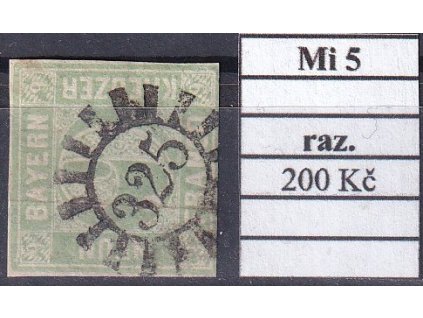 KREUZER
BAYERN
325
Mi 5
raz.
200 Kč